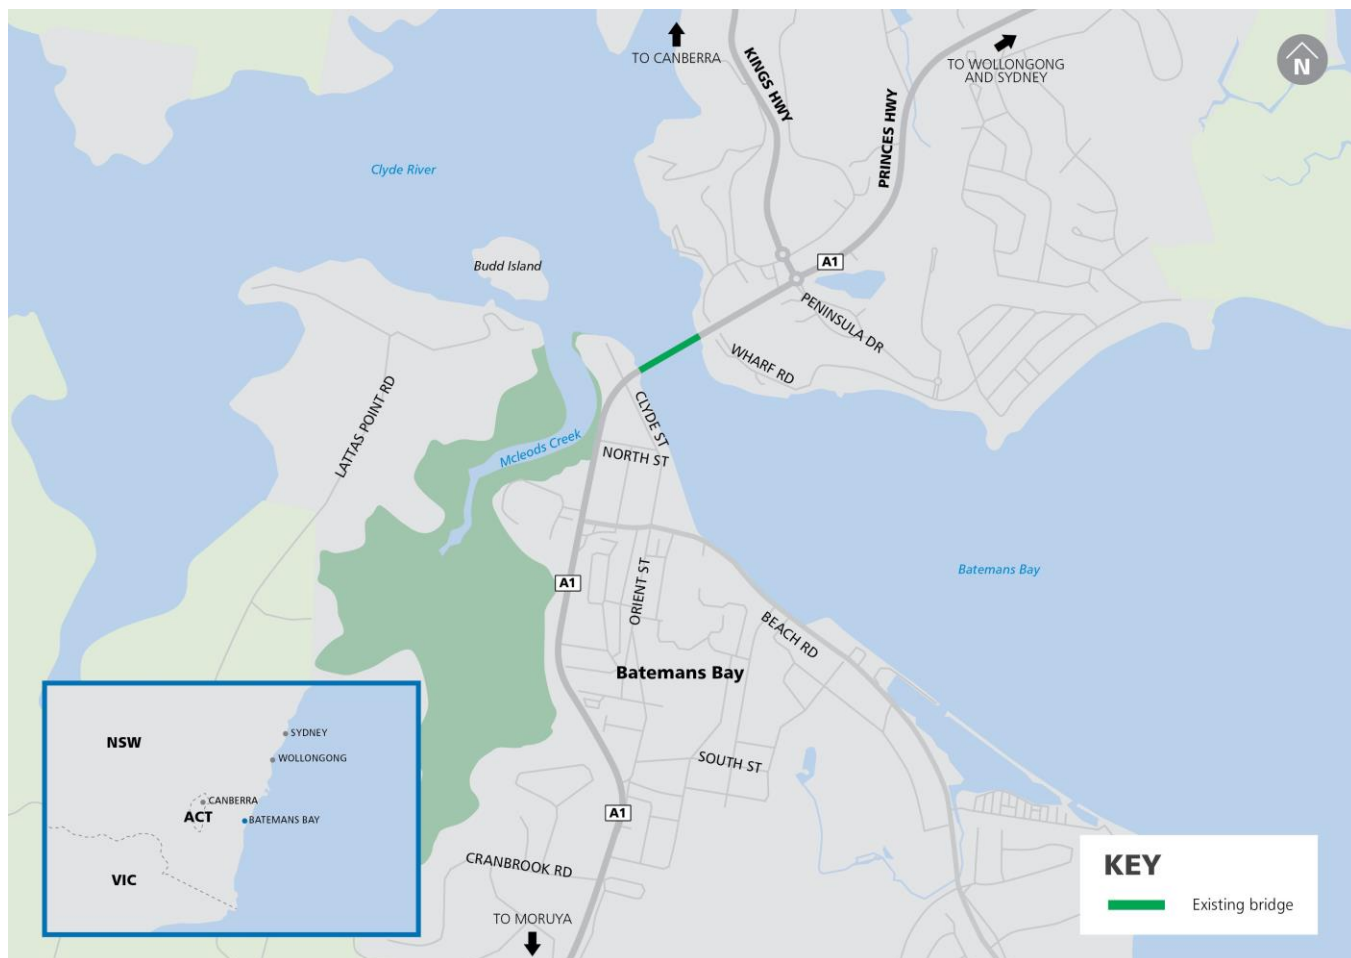 TO CANBERRA
KINGS HWY
PRINCES HWY
TO WOLLONGONG
AND SYDNEY
N
Clyde River
Budd Island
A1
PENINSULA DR
WHARF RD
LATTAS POINT RD
CLYDE ST
Mcleods Creek
NORTH ST
A1
ORIENT ST
Batemans Bay
BEACH RD
Batemans Bay
SOUTH ST
A1
CRANBROOK RD
TO MORUYA
NSW
SYDNEY
WOLLONGONG
CANBERRA
ACT
BATEMANS BAY
VIC
KEY
Existing bridge